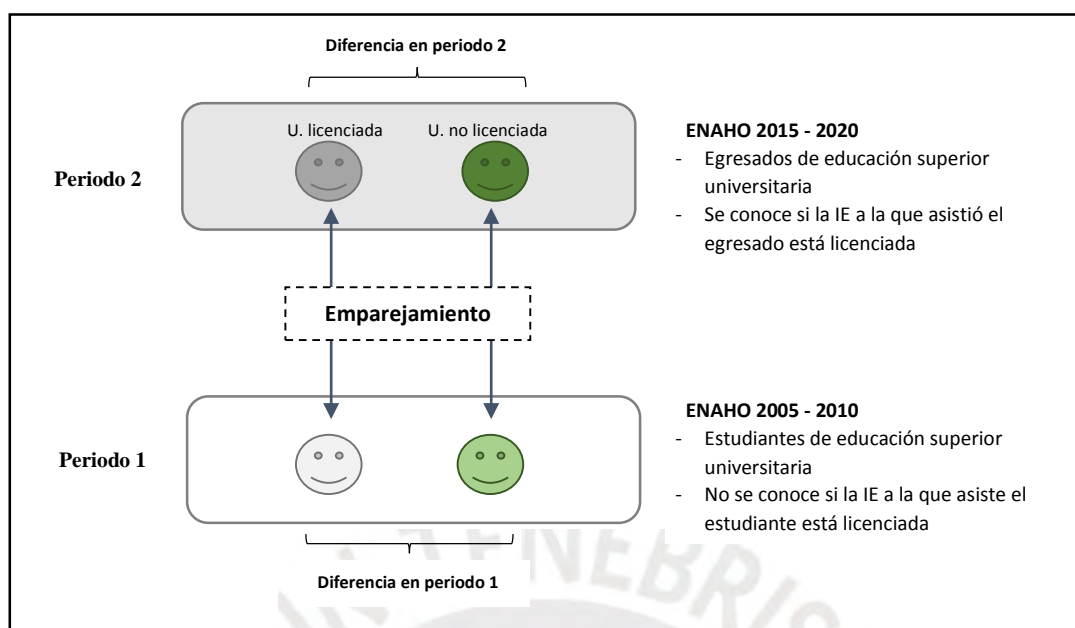 Diferencia en periodo 2
U. licenciada
U. no licenciada
Periodo 2
ENAHO 2015 - 2020
- Egresados de educación superior
universitaria
- Se conoce si la IE a la que asistió el
egresado está licenciada
Emparejamiento
Periodo 1
ENAHO 2005 - 2010
- Estudiantes de educación superior
universitaria
- No se conoce si la IE a la que asiste el
estudiante está licenciada
Diferencia en periodo 1
TENEBRIS